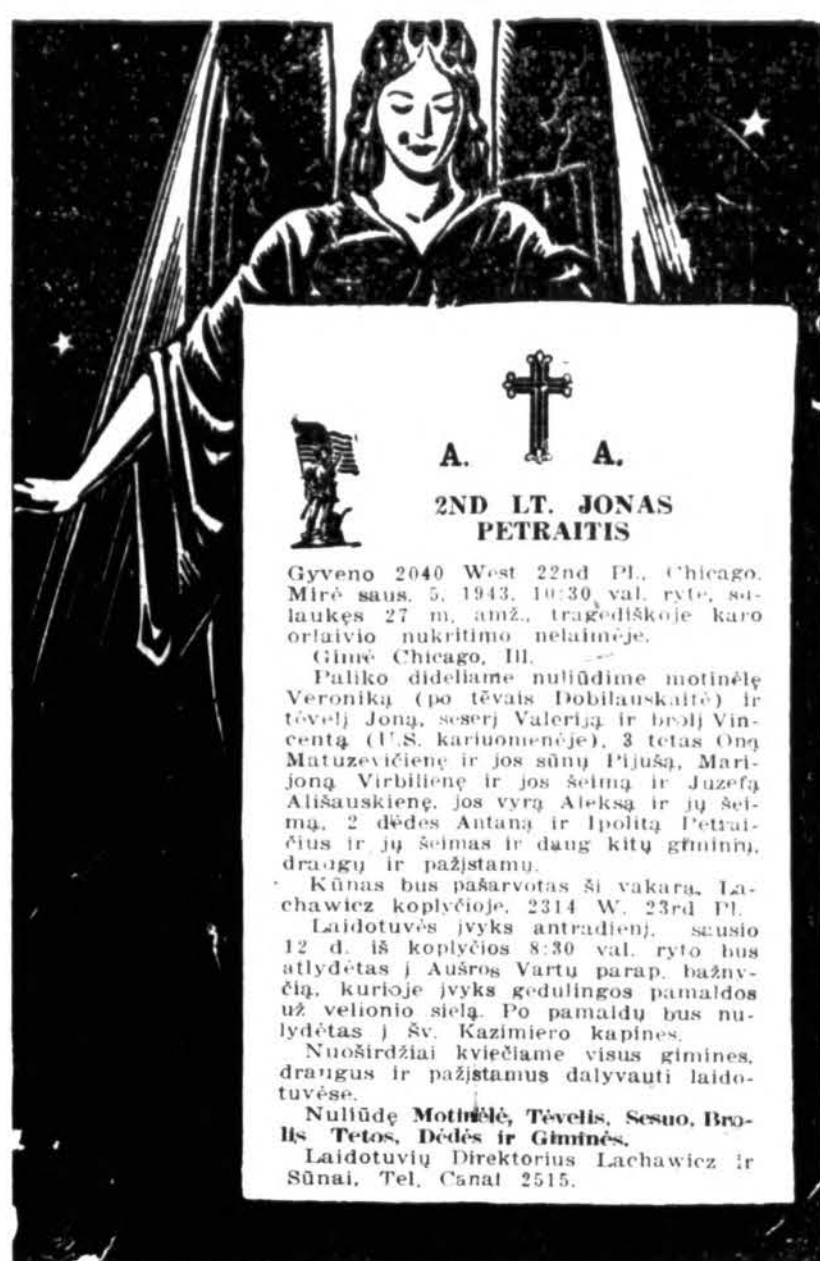 A. A.
2ND LT. JONAS
PETRAITIS
Gyveno 2040 West 22nd Pl., Chicago.
Mirė saus. 5, 1943, 10:30 val. ryte, su-
laukęs 27 m. amž., tragediškoje karo
orlaivio nukritimo nelaimėje.
Gimė Chicago, Ill.
Paliko dideliame nuliūdime motinėlę
Veroniką (po tėvais Dobilauskaitė) ir
tėvelį Joną, seserį Valeriją ir brolį Vin-
centą (U.S. kariuomenėje), 3 tetas Oną
Matuzevičienę ir jos sūnų Pijušą, Mari-
joną Virbilienę ir jos šeimą ir Juzefą
Ališauskienę, jos vyrą Aleksą ir jų šei-
mą, 2 dėdes Antaną ir Ipolitą Petrai-
čius ir jų šeimas ir daug kitų giminių,
draugų ir pažįstamų.
Kūnas bus pašarvotas ši vakarą, La-
chawicz koplyčioje, 2314 W. 23rd Pl.
Laidotuvės įvyks antradienį, sausio
12 d. iš koplyčios 8:30 val. ryto bus
atlydėtas į Aušros Vartų parap. bažny-
čią, kurioje įvyks gedulingos pamaldos
už velionio sielą. Po pamaldų bus nu-
lydėtas į Šv. Kazimiero kapines.
Nuoširdžiai kviečiame visus gimines,
draugus ir pažįstamus dalyvauti laido-
tuvėse.
Nuliūdę Motinėlė, Tėvelis, Sesuo, Bro-
lis Tetos, Dėdės ir Giminės.
Laidotuvių Direktorius Lachawicz ir
Sūnai, Tel. Canal 2515.